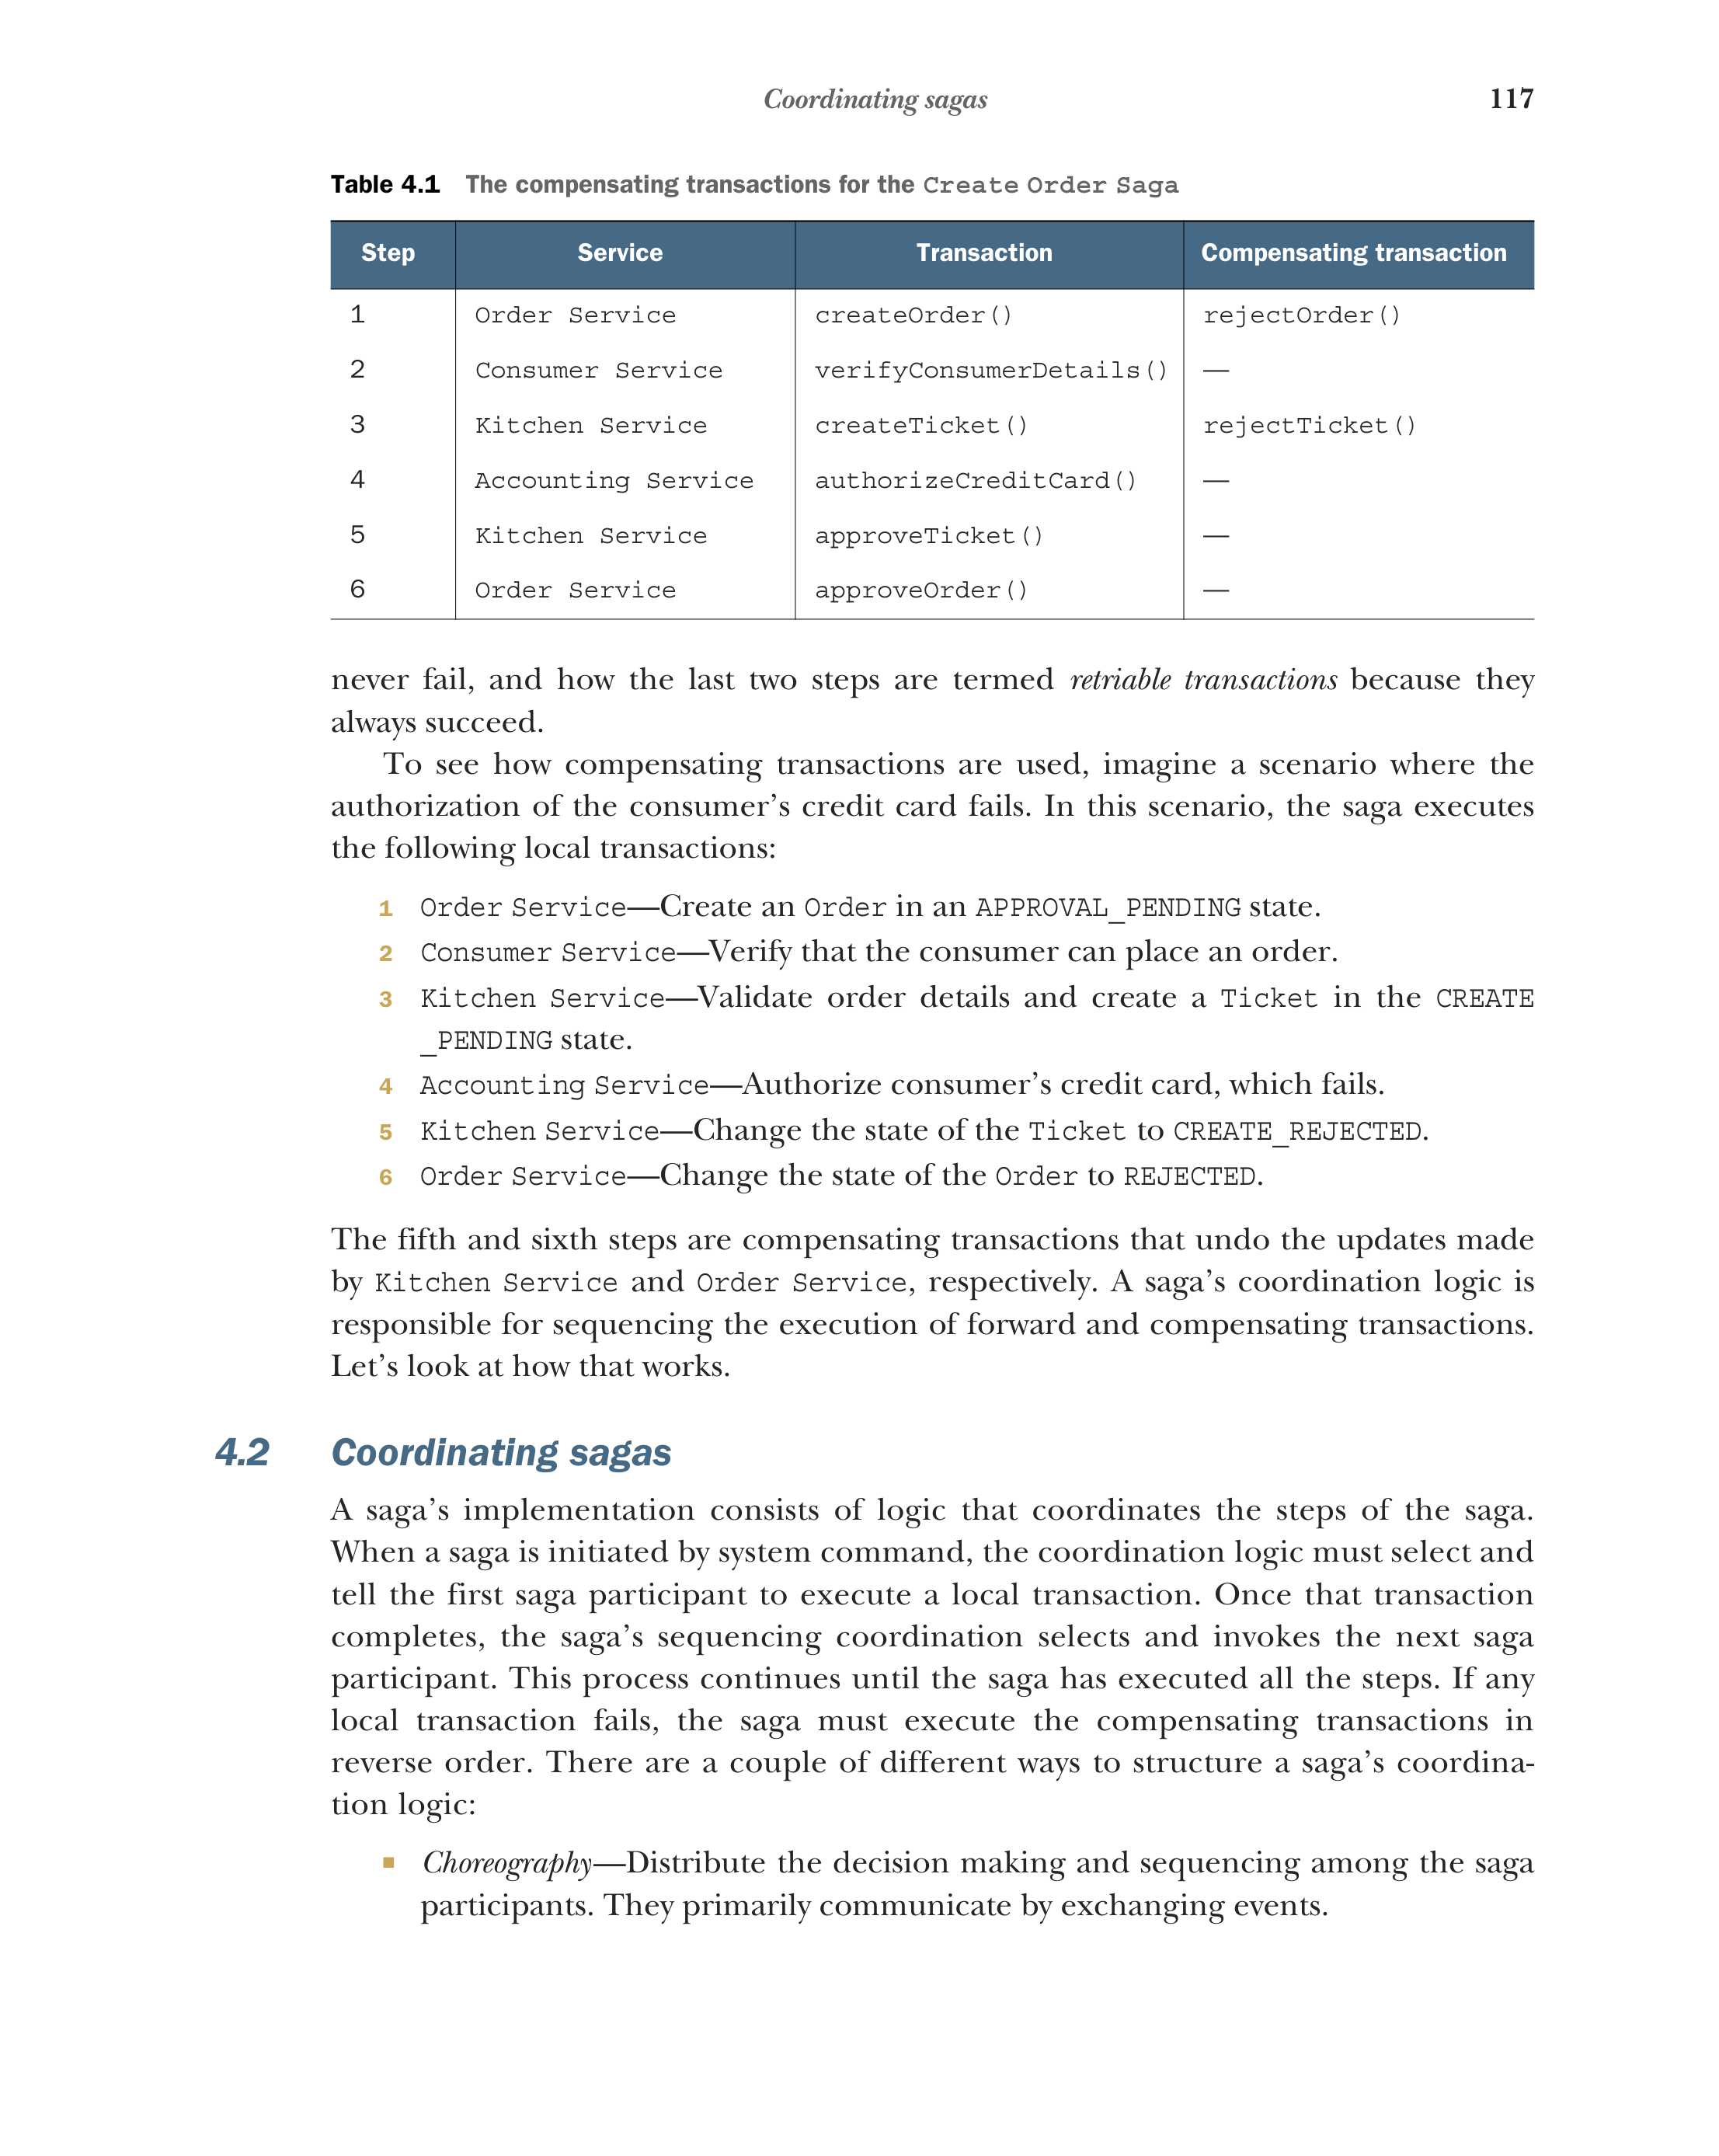 Coordinating sagas 117
Table 4.1 The compensating transactions for the Create Order Saga
Step Service Transaction Compensating transaction
1 Order Service createOrder() rejectOrder()
2 Consumer Service verifyConsumerDetails() —
3 Kitchen Service createTicket() rejectTicket()
4 Accounting Service authorizeCreditCard() —
5 Kitchen Service approveTicket() —
6 Order Service approveOrder() —
never fail, and how the last two steps are termed retriable transactions because they
always succeed.
To see how compensating transactions are used, imagine a scenario where the
authorization of the consumer’s credit card fails. In this scenario, the saga executes
the following local transactions:
1 Order Service—Create an Order in an APPROVAL_PENDING state.
2 Consumer Service—Verify that the consumer can place an order.
3 Kitchen Service—Validate order details and create a Ticket in the CREATE
_PENDING state.
4 Accounting Service—Authorize consumer’s credit card, which fails.
5 Kitchen Service—Change the state of the Ticket to CREATE_REJECTED.
6 Order Service—Change the state of the Order to REJECTED.
The fifth and sixth steps are compensating transactions that undo the updates made
by Kitchen Service and Order Service, respectively. A saga’s coordination logic is
responsible for sequencing the execution of forward and compensating transactions.
Let’s look at how that works.
4.2 Coordinating sagas
A saga’s implementation consists of logic that coordinates the steps of the saga.
When a saga is initiated by system command, the coordination logic must select and
tell the first saga participant to execute a local transaction. Once that transaction
completes, the saga’s sequencing coordination selects and invokes the next saga
participant. This process continues until the saga has executed all the steps. If any
local transaction fails, the saga must execute the compensating transactions in
reverse order. There are a couple of different ways to structure a saga’s coordina-
tion logic:
■ Choreography—Distribute the decision making and sequencing among the saga
participants. They primarily communicate by exchanging events.